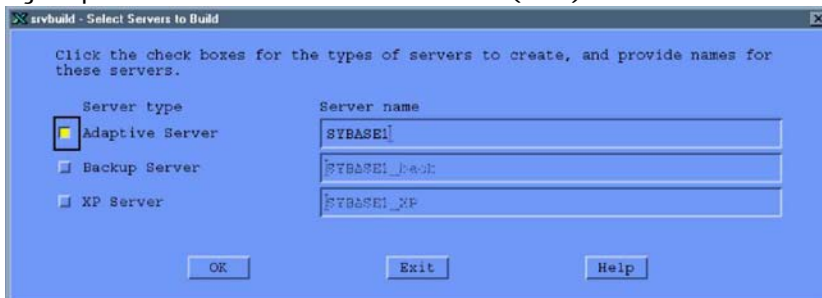 srvbuild - Select Servers to Build
Click the check boxes for the types of servers to create, and provide names for
these servers.
Server type Server name
Adaptive Server SYBASE1
Backup Server SYBASE1_back
XP Server SYBASE1_XP
OK Exit Help